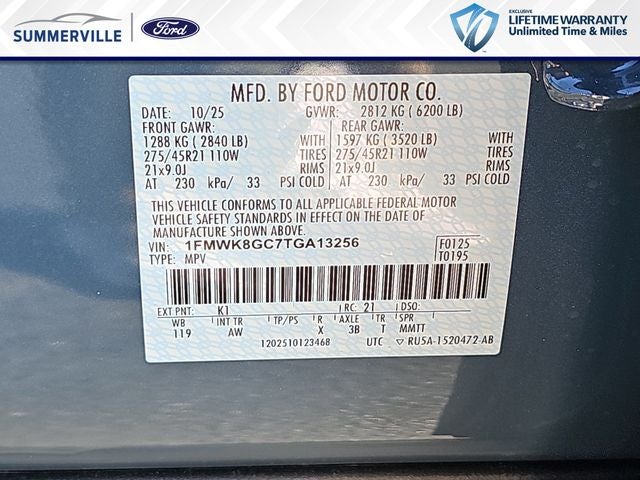 SUMMERVILLE
Ford
EXCLUSIVE
LIFETIME WARRANTY
Unlimited Time & Miles
MFD. BY FORD MOTOR CO.
DATE: 10/25 GVWR: 2812 KG ( 6200 LB)
FRONT GAWR: REAR GAWR:
1288 KG ( 2840 LB) WITH 1597 KG ( 3520 LB) WITH
275/45R21 110W TIRES 275/45R21 110W TIRES
21x9.0J RIMS 21x9.0J RIMS
AT 230 kPa/ 33 PSI COLD AT 230 kPa/ 33 PSI COLD
THIS VEHICLE CONFORMS TO ALL APPLICABLE FEDERAL MOTOR
VEHICLE SAFETY STANDARDS IN EFFECT ON THE DATE OF
MANUFACTURE SHOWN ABOVE.
VIN: 1FMWK8GC7TGA13256 F0125
TYPE: MPV T0195
EXT PNT: K1 RC: 21 DSO:
WB INT TR TP/PS R AXLE TR SPR
119 AW X 3B T MMTT
1202510123468 UTC ▽ RU5A-1520472-AB